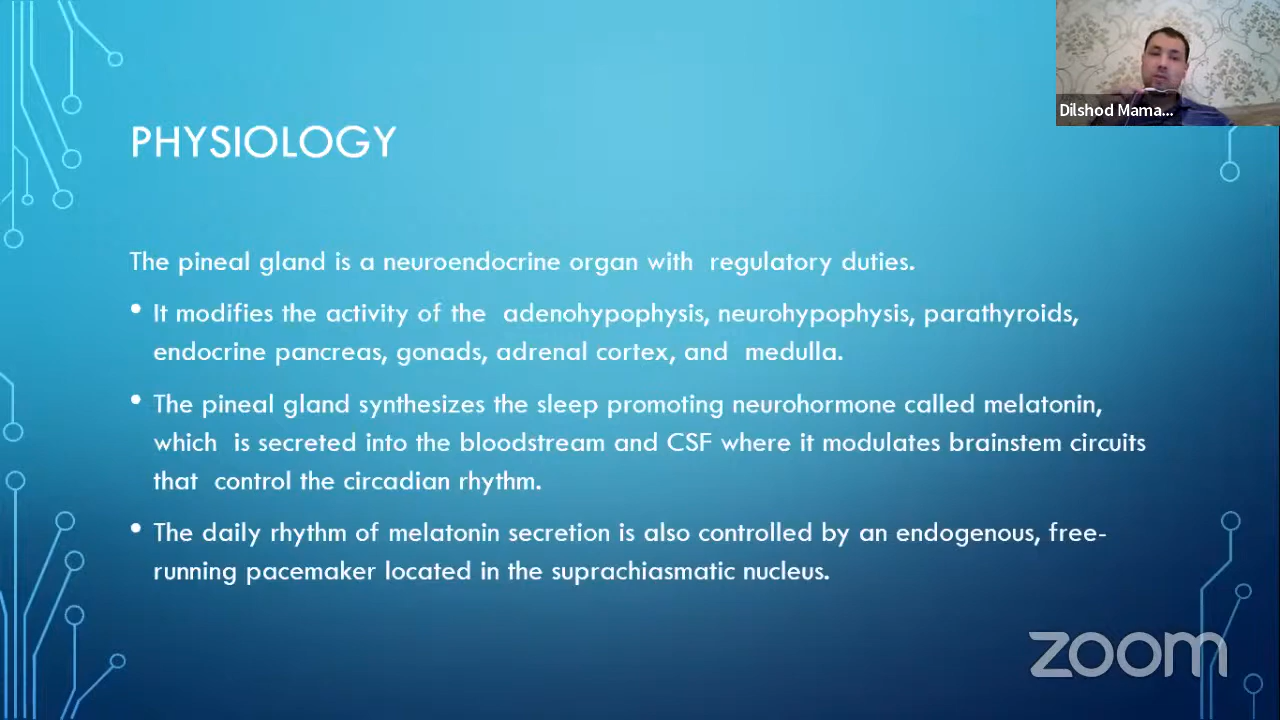 Dilshod Mama...
PHYSIOLOGY
The pineal gland is a neuroendocrine organ with regulatory duties.
• It modifies the activity of the adenohypophysis, neurohypophysis, parathyroids,
endocrine pancreas, gonads, adrenal cortex, and medulla.
• The pineal gland synthesizes the sleep promoting neurohormone called melatonin,
which is secreted into the bloodstream and CSF where it modulates brainstem circuits
that control the circadian rhythm.
• The daily rhythm of melatonin secretion is also controlled by an endogenous, free-
running pacemaker located in the suprachiasmatic nucleus.
zoom